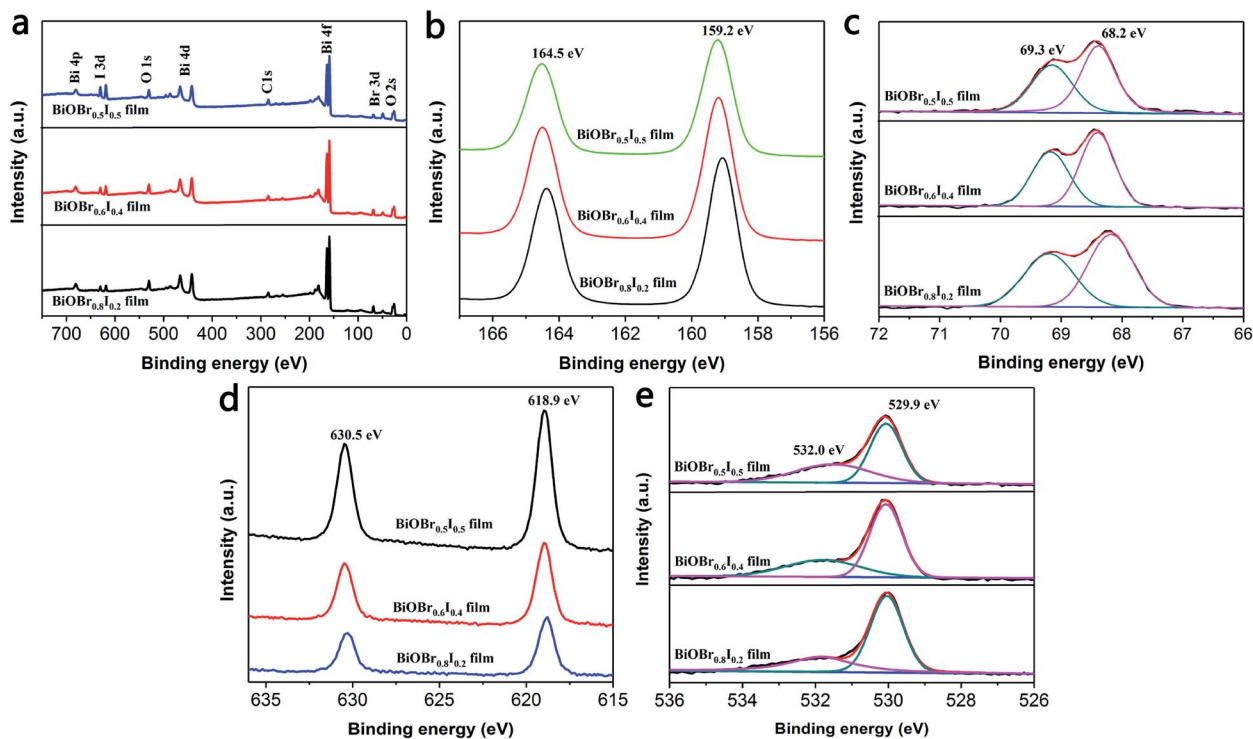 a
Bi 4p
I 3d
O 1s
Bi 4d
C1s
Bi 4f
Br 3d
O 2s
BiOBr₀.₅I₀.₅ film
BiOBr₀.₆I₀.₄ film
BiOBr₀.₈I₀.₂ film
Intensity (a.u.)
700 600 500 400 300 200 100 0
Binding energy (eV)
b
164.5 eV
159.2 eV
BiOBr₀.₅I₀.₅ film
BiOBr₀.₆I₀.₄ film
BiOBr₀.₈I₀.₂ film
Intensity (a.u.)
166 164 162 160 158 156
Binding energy (eV)
c
69.3 eV
68.2 eV
BiOBr₀.₅I₀.₅ film
BiOBr₀.₆I₀.₄ film
BiOBr₀.₈I₀.₂ film
Intensity (a.u.)
72 71 70 69 68 67 66
Binding energy (eV)
d
630.5 eV
618.9 eV
BiOBr₀.₅I₀.₅ film
BiOBr₀.₆I₀.₄ film
BiOBr₀.₈I₀.₂ film
Intensity (a.u.)
635 630 625 620 615
Binding energy (eV)
e
529.9 eV
532.0 eV
BiOBr₀.₅I₀.₅ film
BiOBr₀.₆I₀.₄ film
BiOBr₀.₈I₀.₂ film
Intensity (a.u.)
536 534 532 530 528 526
Binding energy (eV)